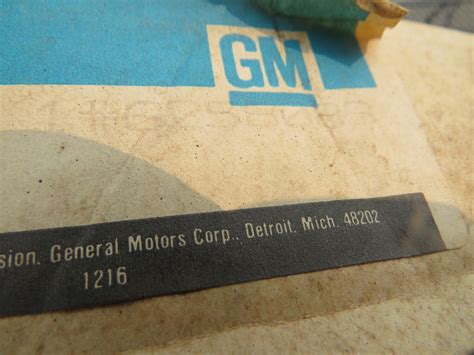 GM
sion, General Motors Corp., Detroit, Mich. 48202
1216